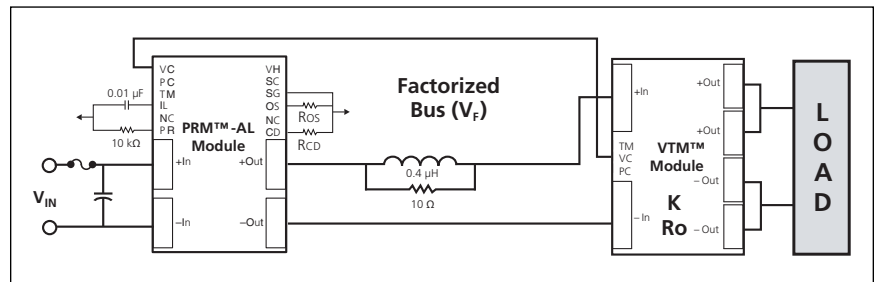 VC
PC
TM
IL
NC
PR
VH
SC
SG
OS
NC
CD
0.01 µF
10 kΩ
PRM™-AL
Module
ROS
RCD
+In
–In
+Out
–Out
VIN
Factorized
Bus (VF)
0.4 µH
10 Ω
+In
– In
TM
VC
PC
VTM™
Module
K
Ro
+Out
+Out
– Out
– Out
L
O
A
D